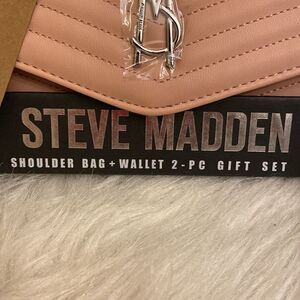 STEVE MADDEN
SHOULDER BAG + WALLET 2-PC GIFT SET